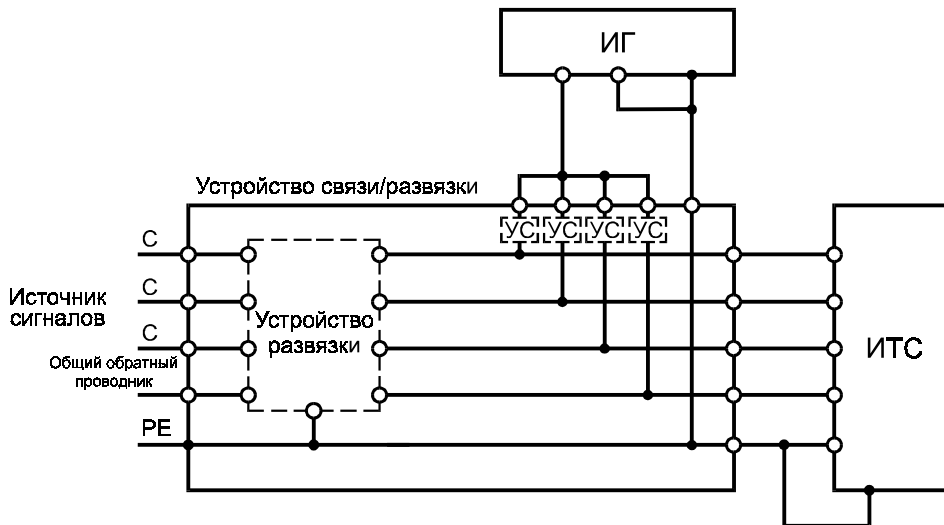 ИГ
Устройство связи/развязки
УС УС УС УС
С
С
Источник
сигналов
Устройство
развязки
С
ИТС
Общий обратный
проводник
PE